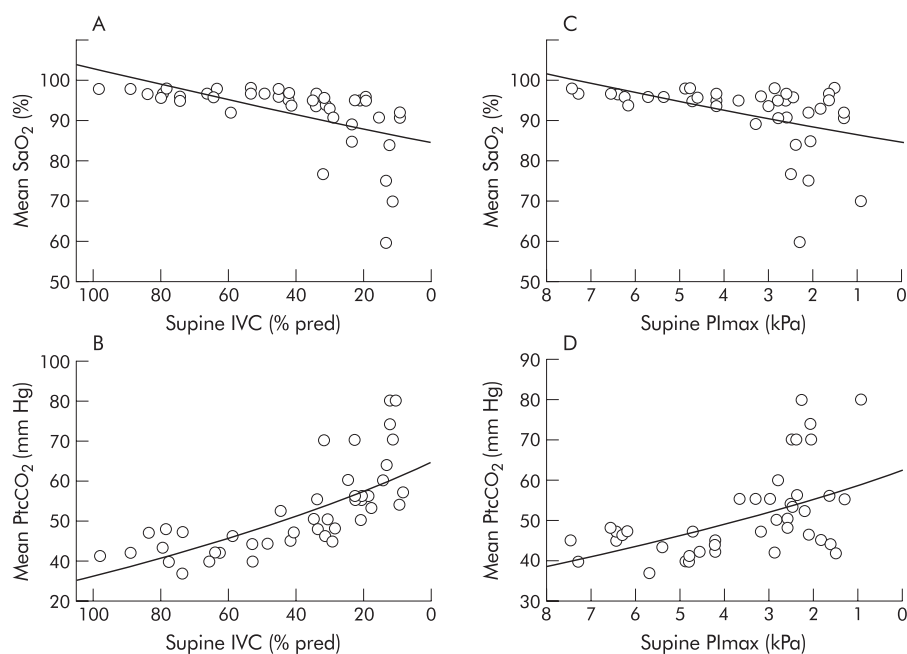 A
Mean SaO2 (%)
100
90
80
70
60
50
100 80 60 40 20 0
Supine IVC (% pred)
C
Mean SaO2 (%)
100
90
80
70
60
50
8 7 6 5 4 3 2 1 0
Supine PImax (kPa)
B
Mean PtcCO2 (mm Hg)
100
80
70
60
50
40
20
100 80 60 40 20 0
Supine IVC (% pred)
D
Mean PtcCO2 (mm Hg)
90
80
70
60
50
40
30
8 7 6 5 4 3 2 1 0
Supine PImax (kPa)